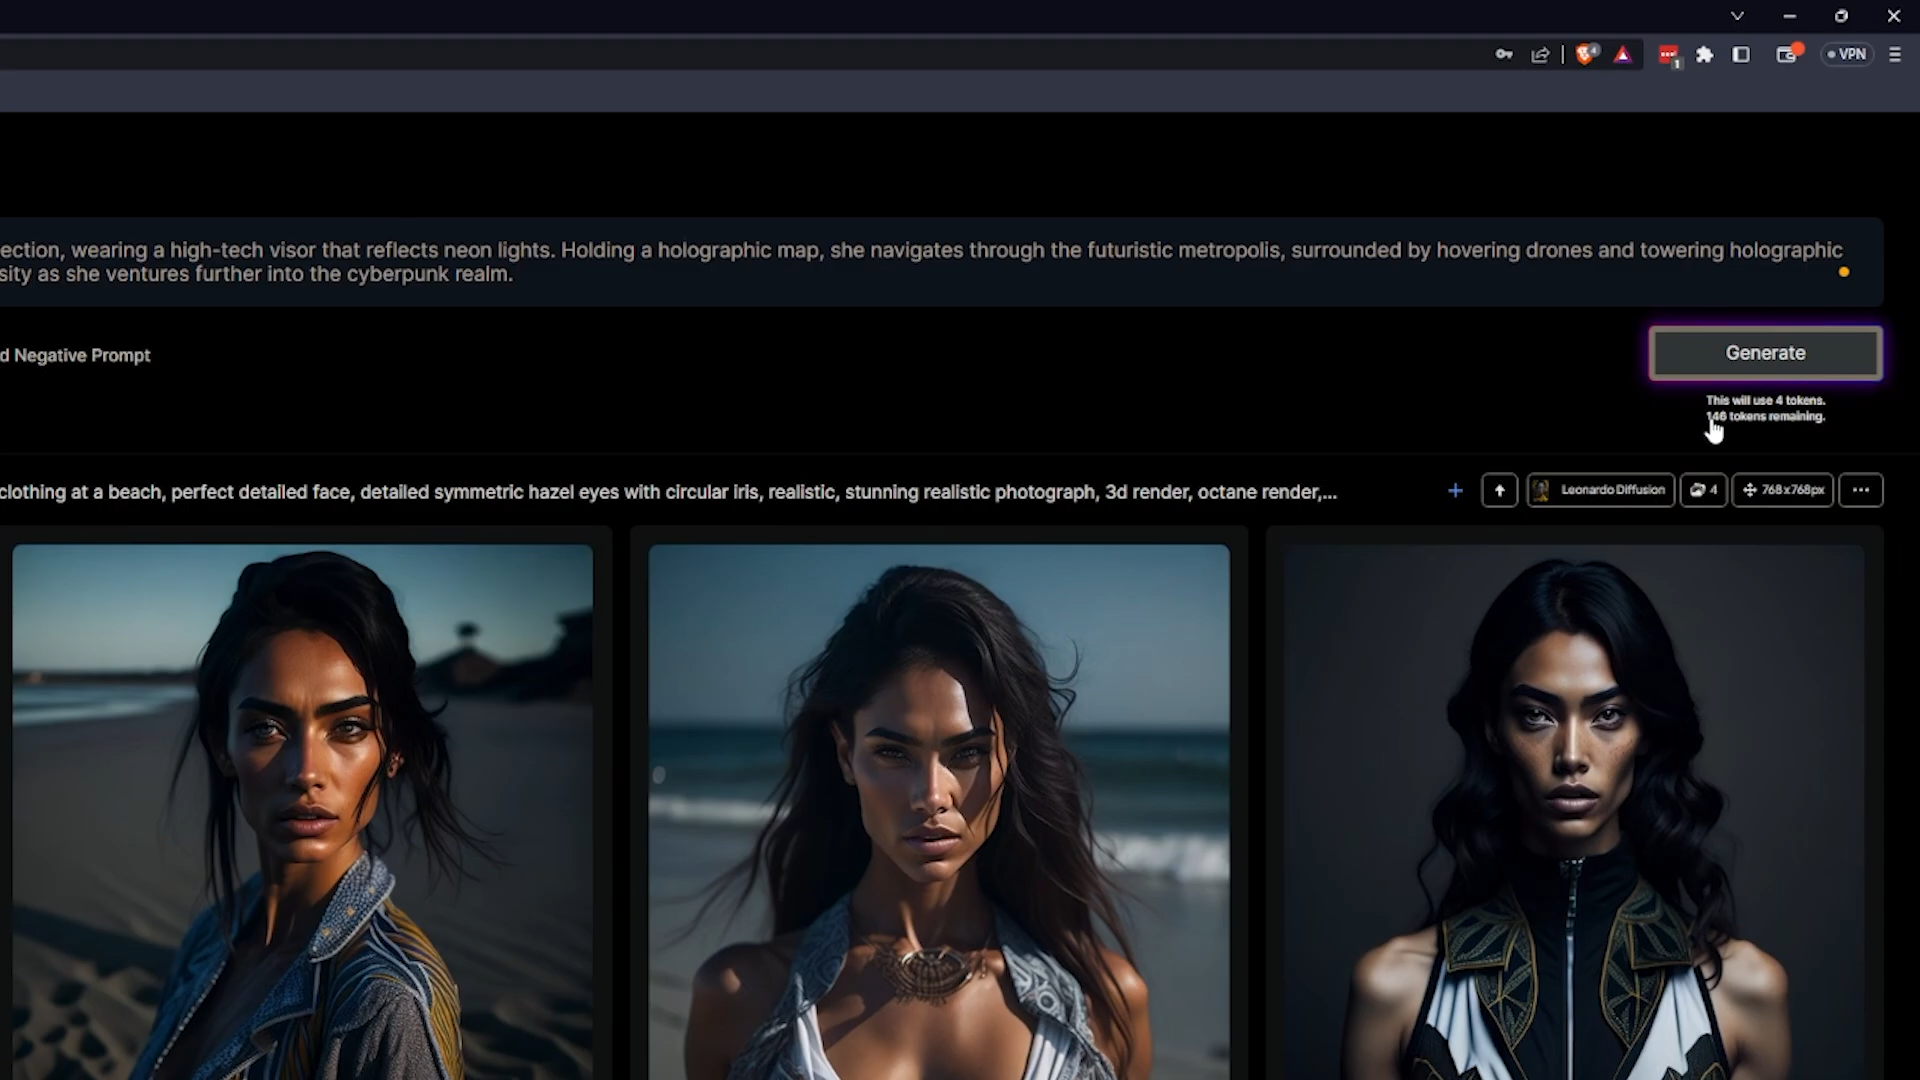 VPN
4
1
ection, wearing a high-tech visor that reflects neon lights. Holding a holographic map, she navigates through the futuristic metropolis, surrounded by hovering drones and towering holographic
sity as she ventures further into the cyberpunk realm.
d Negative Prompt
Generate
This will use 4 tokens.
146 tokens remaining.
clothing at a beach, perfect detailed face, detailed symmetric hazel eyes with circular iris, realistic, stunning realistic photograph, 3d render, octane render,...
Leonardo Diffusion
4
768x768px